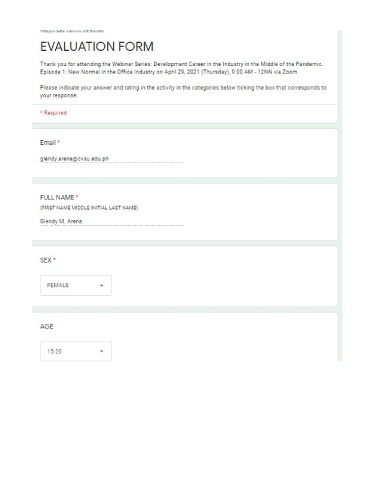 EVALUATION FORM
Thank you for attending the Webinar Series: Development Career in the Industry in the Middle of the Pandemic.
Episode 1: New Normal in the Office Industry on April 29, 2021 (Thursday), 9:00 AM - 12NN via Zoom.
Please indicate your answer and rating in the activity in the categories below ticking the box that corresponds to
your response.
* Required
Email *
glendy.arena@cvsu.edu.ph
FULL NAME *
(FIRST NAME MIDDLE INITIAL LAST NAME)
Glendy M. Arena
SEX *
FEMALE
AGE
15-20